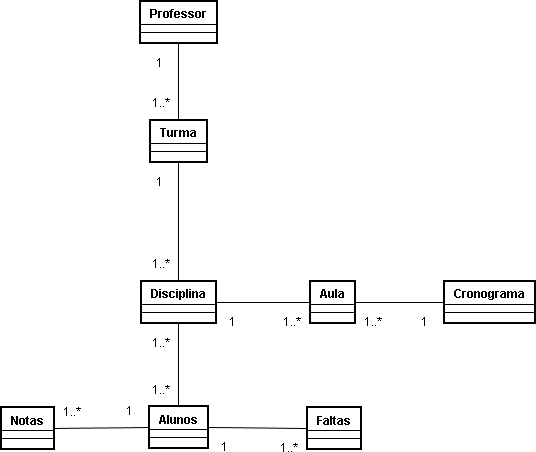 Professor
1
1..*
Turma
1
1..*
Disciplina
Aula
Cronograma
1
1..*
1..*
1
1..*
1..*
1..*
1
Notas
Alunos
Faltas
1
1..*